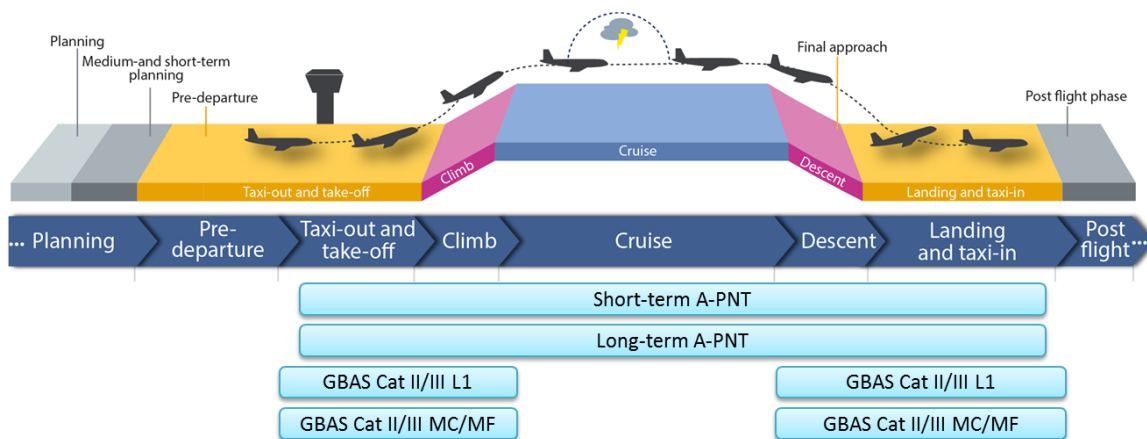 Planning
Medium-and short-term
planning
Pre-departure
Final approach
Post flight phase
Taxi-out and take-off
Climb
Cruise
Descent
Landing and taxi-in
... Planning
Pre-
departure
Taxi-out and
take-off
Climb
Cruise
Descent
Landing
and taxi-in
Post
flight ...
Short-term A-PNT
Long-term A-PNT
GBAS Cat II/III L1
GBAS Cat II/III L1
GBAS Cat II/III MC/MF
GBAS Cat II/III MC/MF